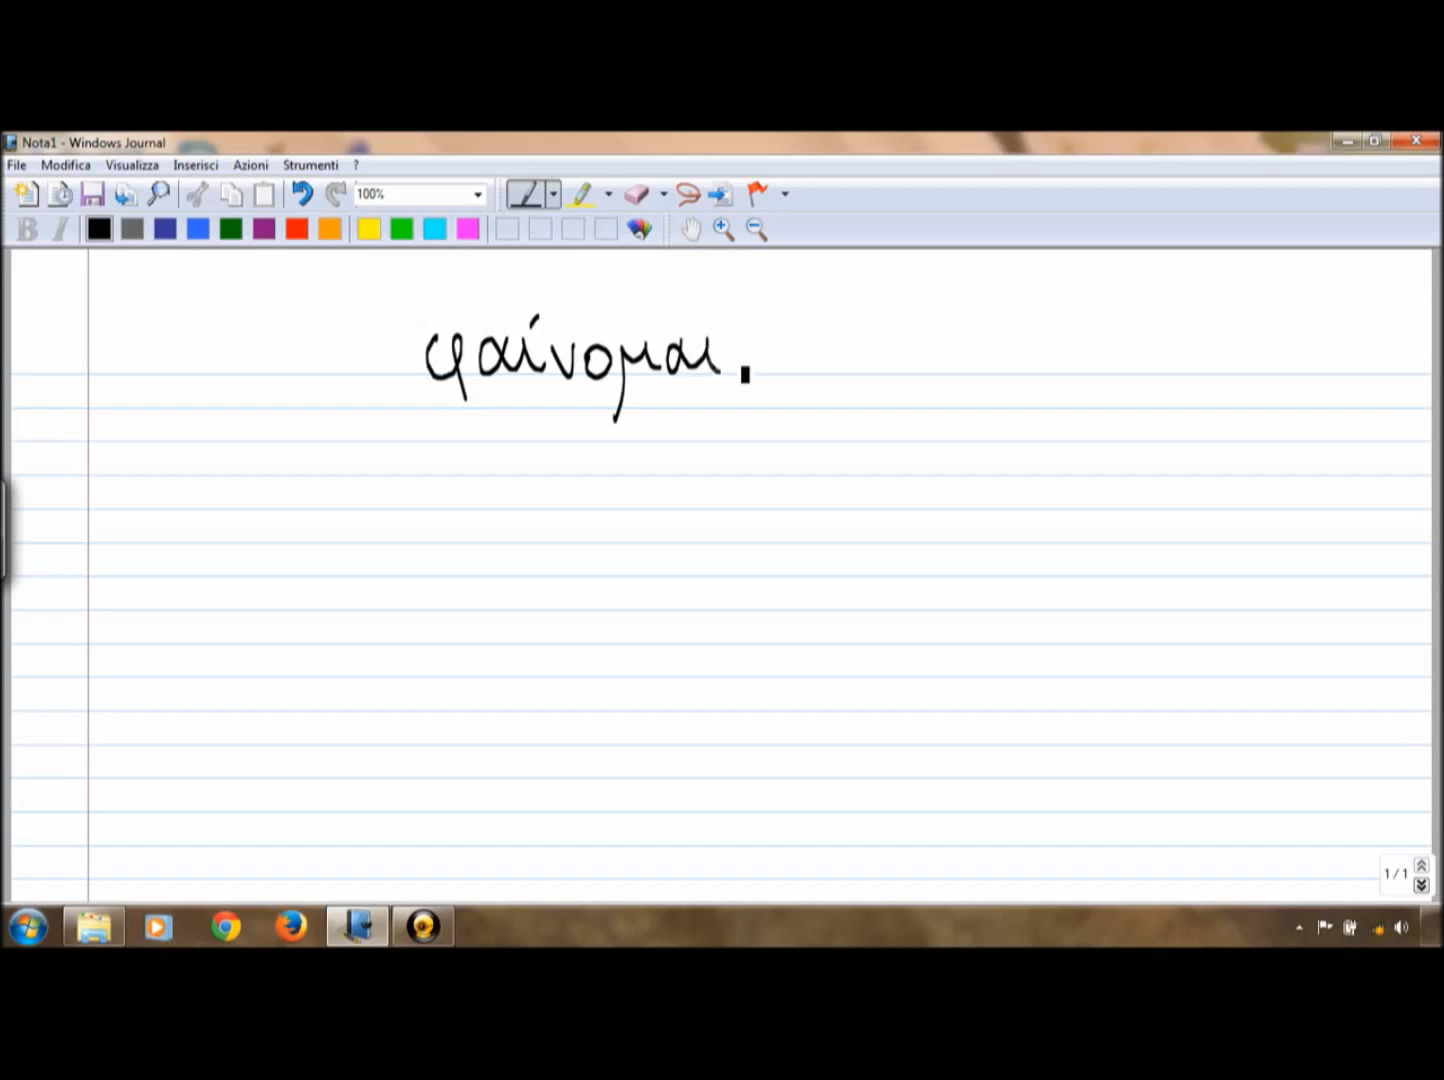 Nota1 - Windows Journal
File Modifica Visualizza Inserisci Azioni Strumenti ?
100%
B I
φαίνομαι
1 / 1